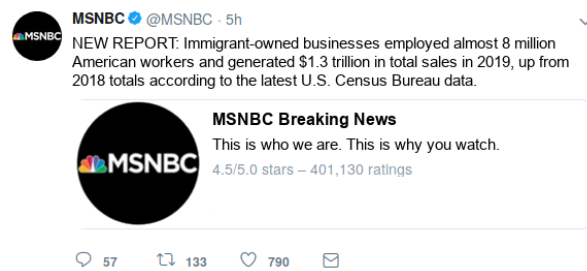 MSNBC @MSNBC · 5h
MSNBC
NEW REPORT: Immigrant-owned businesses employed almost 8 million
American workers and generated $1.3 trillion in total sales in 2019, up from
2018 totals according to the latest U.S. Census Bureau data.
MSNBC
MSNBC Breaking News
This is who we are. This is why you watch.
4.5/5.0 stars – 401,130 ratings
57 133 790